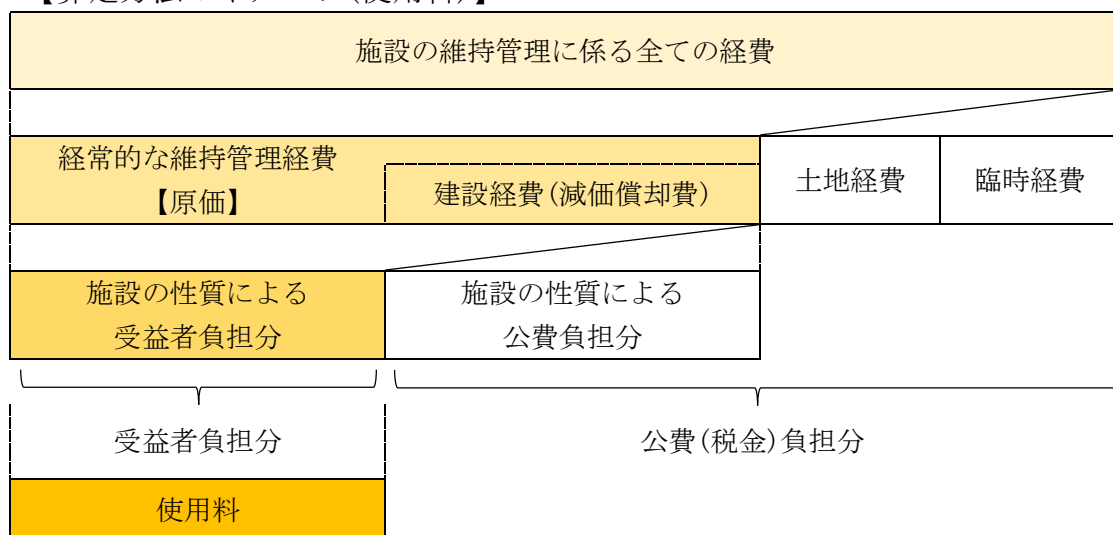 施設の維持管理に係る全ての経費
経常的な維持管理経費
【原価】
建設経費(減価償却費)
土地経費
臨時経費
施設の性質による
受益者負担分
施設の性質による
公費負担分
受益者負担分
公費(税金)負担分
使用料